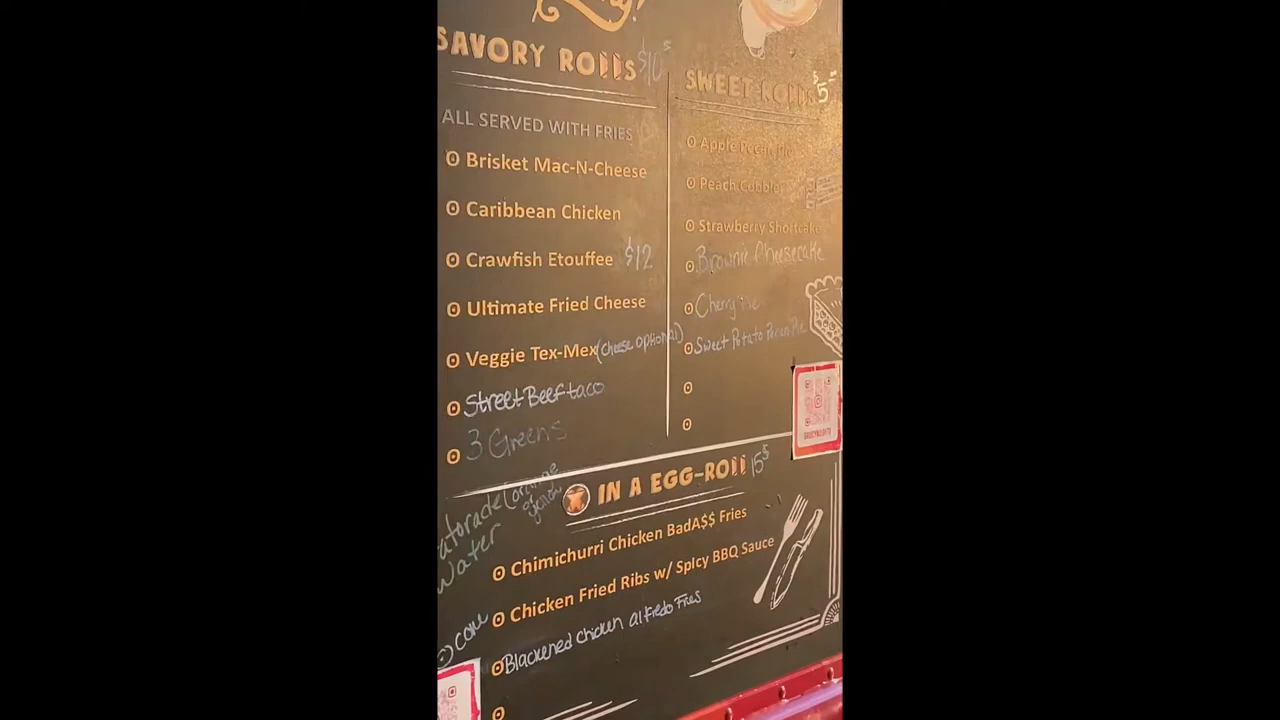 SAVORY ROLLS $10
ALL SERVED WITH FRIES
Brisket Mac-N-Cheese
Caribbean Chicken
Crawfish Etouffee $12
Ultimate Fried Cheese
Veggie Tex-Mex (cheese optional)
Street Beef taco
3 Greens
SWEET ROLLS $5
Apple Pecan Pie
Peach Cobbler
Strawberry Shortcake
Brownie Cheesecake
Cherry Pie
Sweet Potato Pecan Pie
X IN A EGG-ROLL 15
Chimichurri Chicken BadA$$ Fries
Chicken Fried Ribs w/ Spicy BBQ Sauce
Blackened chicken alfredo Fries
atorade (orange
Water